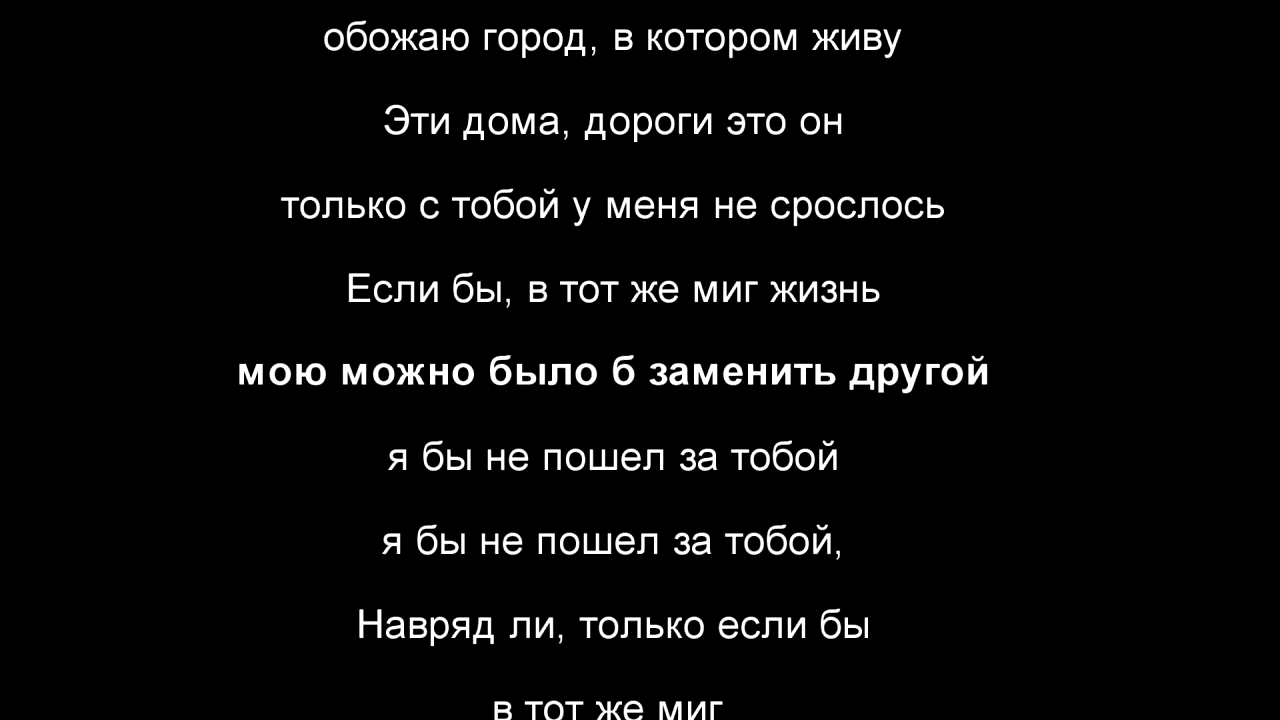 обожаю город, в котором живу
Эти дома, дороги это он
только с тобой у меня не срослось
Если бы, в тот же миг жизнь
мою можно было б заменить другой
я бы не пошел за тобой
я бы не пошел за тобой,
Навряд ли, только если бы
в тот же миг